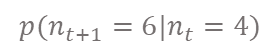 p(n_{t+1} = 6|n_t = 4)